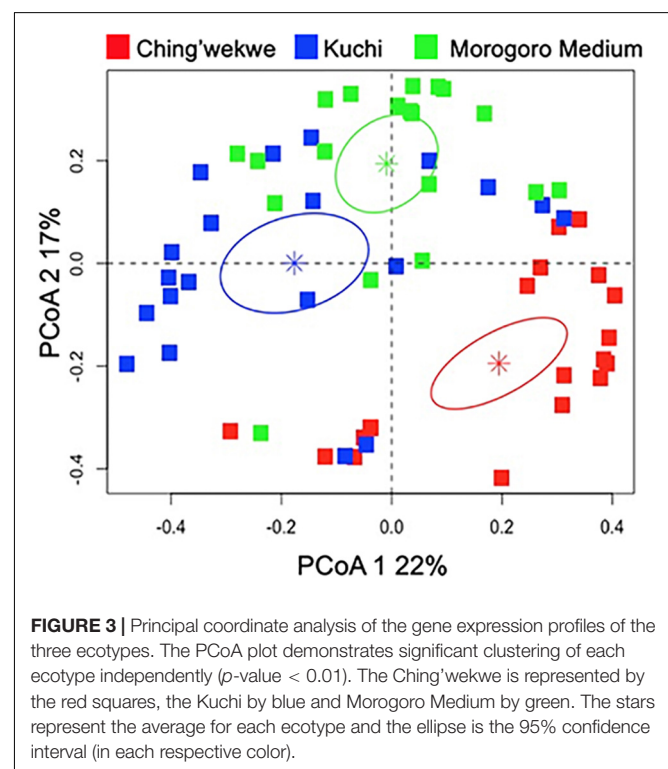 Ching'wekwe Kuchi Morogoro Medium
PCoA 2 17%
0.2
0.0
-0.2
-0.4
-0.4 -0.2 0.0 0.2 0.4
PCoA 1 22%
FIGURE 3 | Principal coordinate analysis of the gene expression profiles of the
three ecotypes. The PCoA plot demonstrates significant clustering of each
ecotype independently (p-value < 0.01). The Ching'wekwe is represented by
the red squares, the Kuchi by blue and Morogoro Medium by green. The stars
represent the average for each ecotype and the ellipse is the 95% confidence
interval (in each respective color).